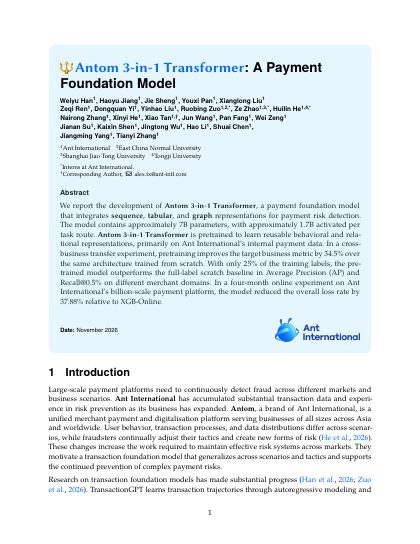 Antom 3-in-1 Transformer: A Payment
Foundation Model
Weiyu Han¹, Haoyu Jiang¹, Jie Sheng¹, Youxi Pan¹, Xianglong Liu¹
Zeqi Ren¹, Dongquan Yi¹, Yinhao Liu¹, Ruobing Zuo¹,²,*, Ze Zhao¹,³,*, Huilin He¹,⁴,*
Nairong Zhang¹, Xinyi He¹, Xiao Tan¹,†, Jun Wang¹, Pan Fang¹, Wei Zeng¹
Jianan Su¹, Kaixin Shen¹, Jingtong Wu¹, Hao Li¹, Shuai Chen¹,
Jiangming Yang¹, Tianyi Zhang¹
¹Ant International ²East China Normal University
³Shanghai Jiao Tong University ⁴Tongji University
*Interns at Ant International.
†Corresponding Author, ✉ alex.tx@ant-intl.com
Abstract
We report the development of Antom 3-in-1 Transformer, a payment foundation model
that integrates sequence, tabular, and graph representations for payment risk detection.
The model contains approximately 7B parameters, with approximately 1.7B activated per
task route. Antom 3-in-1 Transformer is pretrained to learn reusable behavioral and rela-
tional representations, primarily on Ant International's internal payment data. In a cross-
business transfer experiment, pretraining improves the target business metric by 34.5% over
the same architecture trained from scratch. With only 25% of the training labels, the pre-
trained model outperforms the full-label scratch baseline in Average Precision (AP) and
Recall@0.5% on different merchant domains. In a four-month online experiment on Ant
International's billion-scale payment platform, the model reduced the overall loss rate by
37.88% relative to XGB-Online.
Date: November 2026
Ant
International
1 Introduction
Large-scale payment platforms need to continuously detect fraud across different markets and
business scenarios. Ant International has accumulated substantial transaction data and experi-
ence in risk prevention as its business has expanded. Antom, a brand of Ant International, is a
unified merchant payment and digitalisation platform serving businesses of all sizes across Asia
and worldwide. User behavior, transaction processes, and data distributions differ across scenar-
ios, while fraudsters continually adjust their tactics and create new forms of risk (He et al., 2026).
These changes increase the work required to maintain effective risk systems across markets. They
motivate a transaction foundation model that generalizes across scenarios and tactics and supports
the continued prevention of complex payment risks.
Research on transaction foundation models has made substantial progress (Han et al., 2026; Zuo
et al., 2026). TransactionGPT learns transaction trajectories through autoregressive modeling and
1